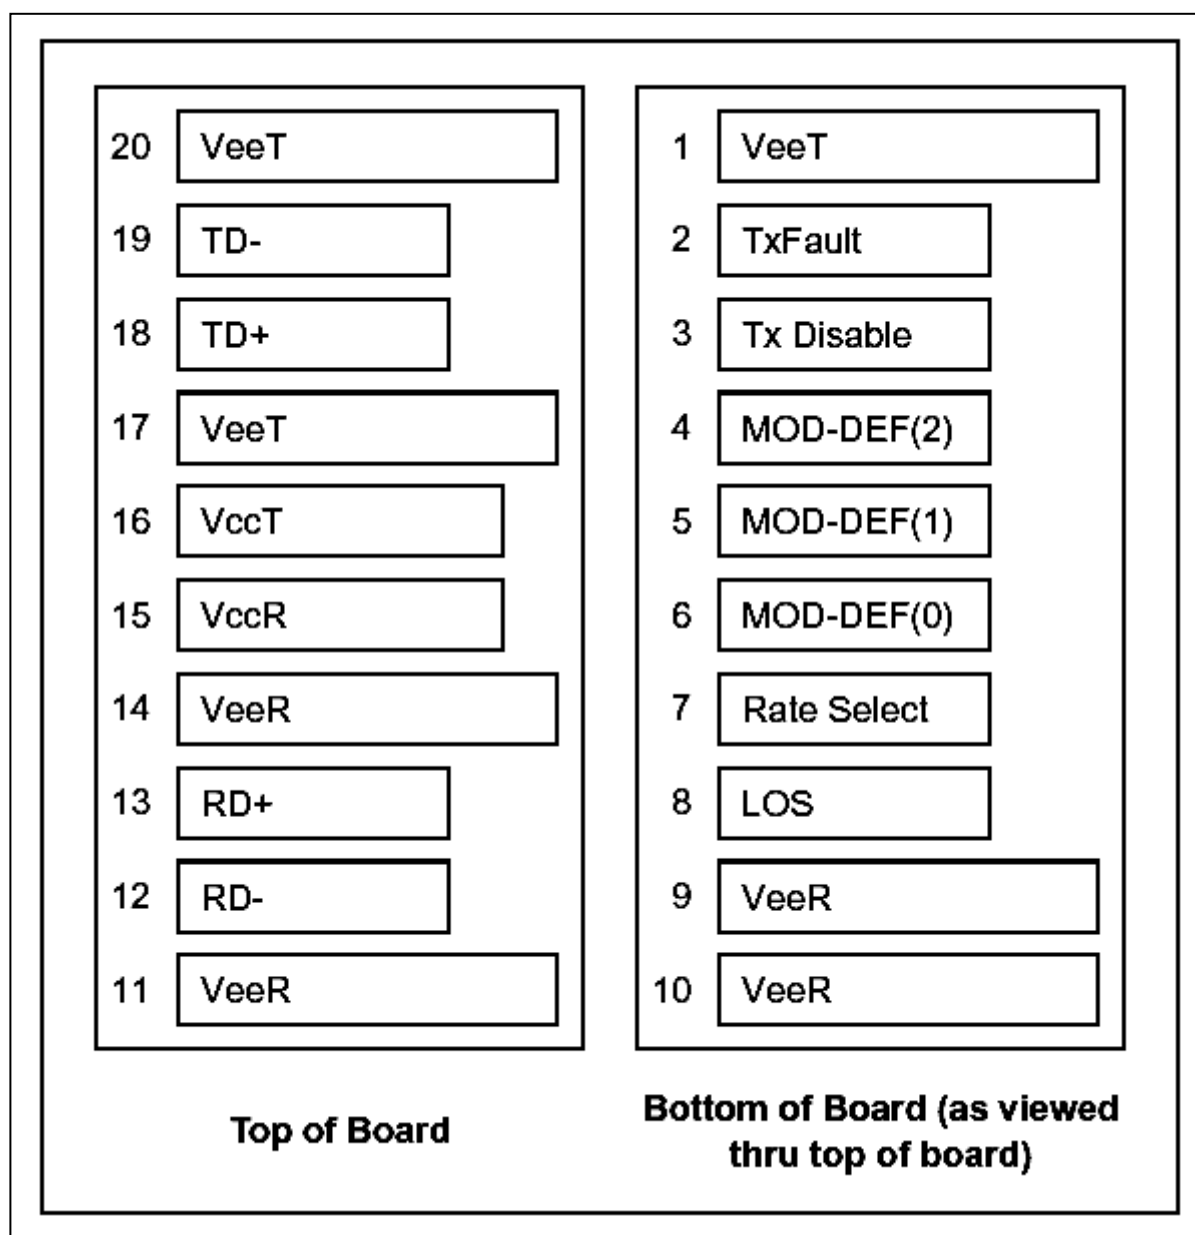 20 VeeT
19 TD-
18 TD+
17 VeeT
16 VccT
15 VccR
14 VeeR
13 RD+
12 RD-
11 VeeR
Top of Board
1 VeeT
2 TxFault
3 Tx Disable
4 MOD-DEF(2)
5 MOD-DEF(1)
6 MOD-DEF(0)
7 Rate Select
8 LOS
9 VeeR
10 VeeR
Bottom of Board (as viewed
thru top of board)